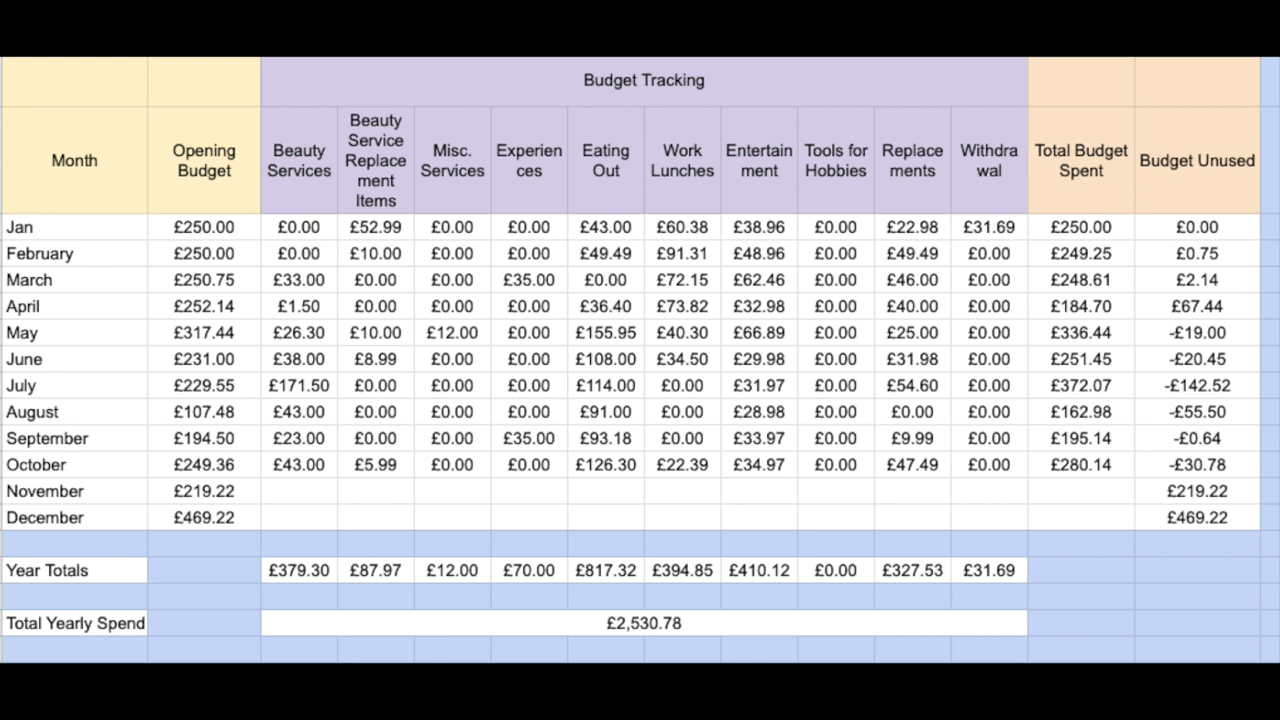 Budget Tracking
Month Opening Budget Beauty Services Beauty Service Replace ment Items Misc. Services Experien ces Eating Out Work Lunches Entertain ment Tools for Hobbies Replace ments Withdra wal Total Budget Spent Budget Unused
Jan £250.00 £0.00 £52.99 £0.00 £0.00 £43.00 £60.38 £38.96 £0.00 £22.98 £31.69 £250.00 £0.00
February £250.00 £0.00 £10.00 £0.00 £0.00 £49.49 £91.31 £48.96 £0.00 £49.49 £0.00 £249.25 £0.75
March £250.75 £33.00 £0.00 £0.00 £35.00 £0.00 £72.15 £62.46 £0.00 £46.00 £0.00 £248.61 £2.14
April £252.14 £1.50 £0.00 £0.00 £0.00 £36.40 £73.82 £32.98 £0.00 £40.00 £0.00 £184.70 £67.44
May £317.44 £26.30 £10.00 £12.00 £0.00 £155.95 £40.30 £66.89 £0.00 £25.00 £0.00 £336.44 -£19.00
June £231.00 £38.00 £8.99 £0.00 £0.00 £108.00 £34.50 £29.98 £0.00 £31.98 £0.00 £251.45 -£20.45
July £229.55 £171.50 £0.00 £0.00 £0.00 £114.00 £0.00 £31.97 £0.00 £54.60 £0.00 £372.07 -£142.52
August £107.48 £43.00 £0.00 £0.00 £0.00 £91.00 £0.00 £28.98 £0.00 £0.00 £0.00 £162.98 -£55.50
September £194.50 £23.00 £0.00 £0.00 £35.00 £93.18 £0.00 £33.97 £0.00 £9.99 £0.00 £195.14 -£0.64
October £249.36 £43.00 £5.99 £0.00 £0.00 £126.30 £22.39 £34.97 £0.00 £47.49 £0.00 £280.14 -£30.78
November £219.22 £219.22
December £469.22 £469.22
Year Totals £379.30 £87.97 £12.00 £70.00 £817.32 £394.85 £410.12 £0.00 £327.53 £31.69
Total Yearly Spend £2,530.78